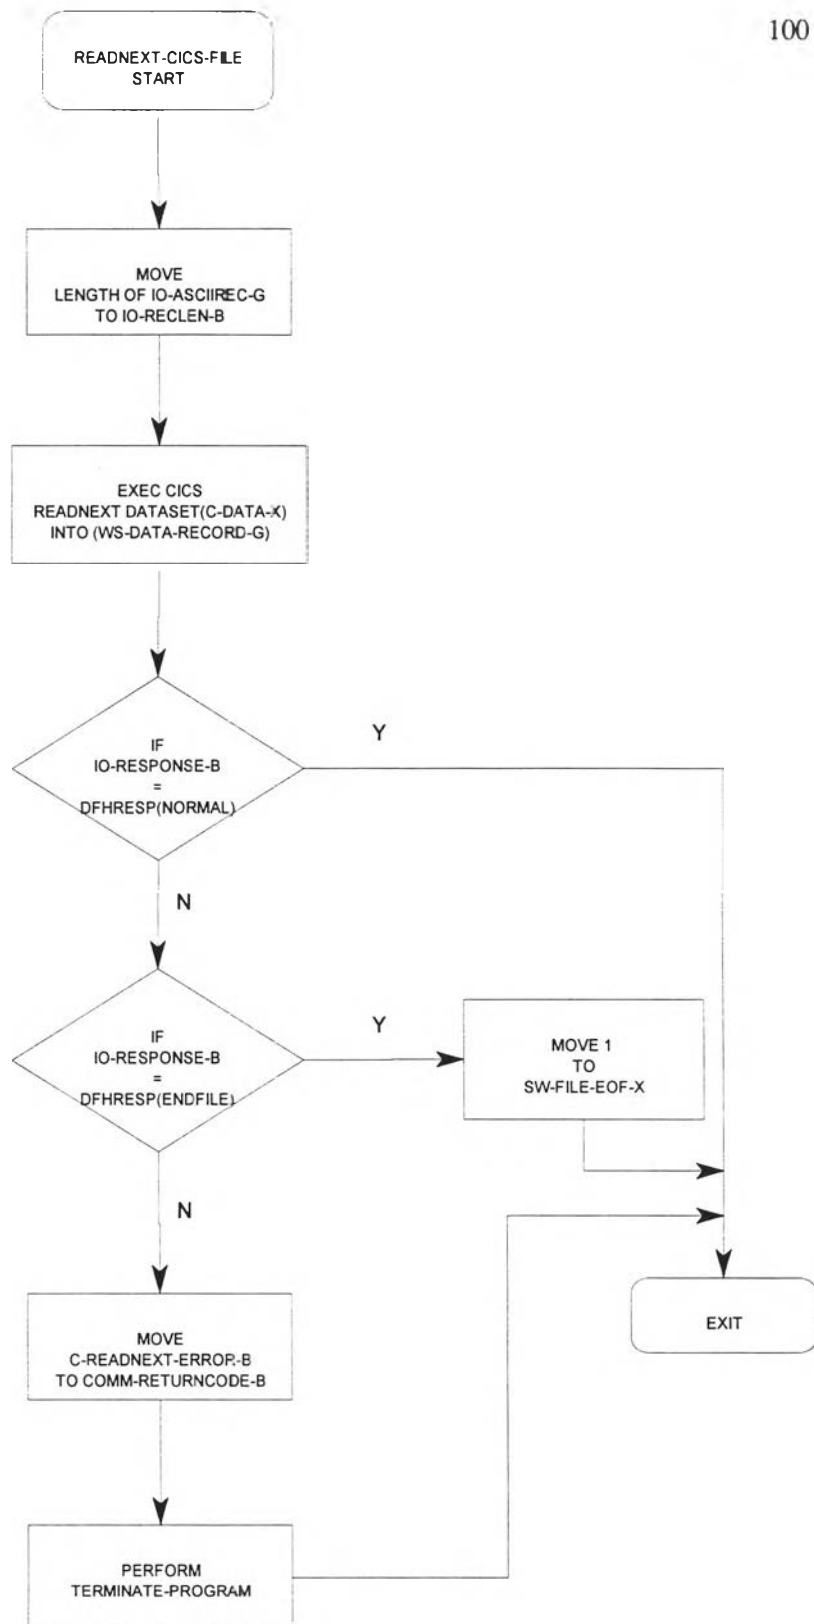 100
READNEXT-CICS-FILE
START
MOVE
LENGTH OF IO-ASCIIREC-G
TO IO-RECLEN-B
EXEC CICS
READNEXT DATASET(C-DATA-X)
INTO (WS-DATA-RECORD-G)
IF
IO-RESPONSE-B
=
DFHRESP(NORMAL)
Y
N
IF
IO-RESPONSE-B
=
DFHRESP(ENDFILE)
Y
MOVE 1
TO
SW-FILE-EOF-X
N
MOVE
C-READNEXT-ERROR-B
TO COMM-RETURNCODE-B
EXIT
PERFORM
TERMINATE-PROGRAM